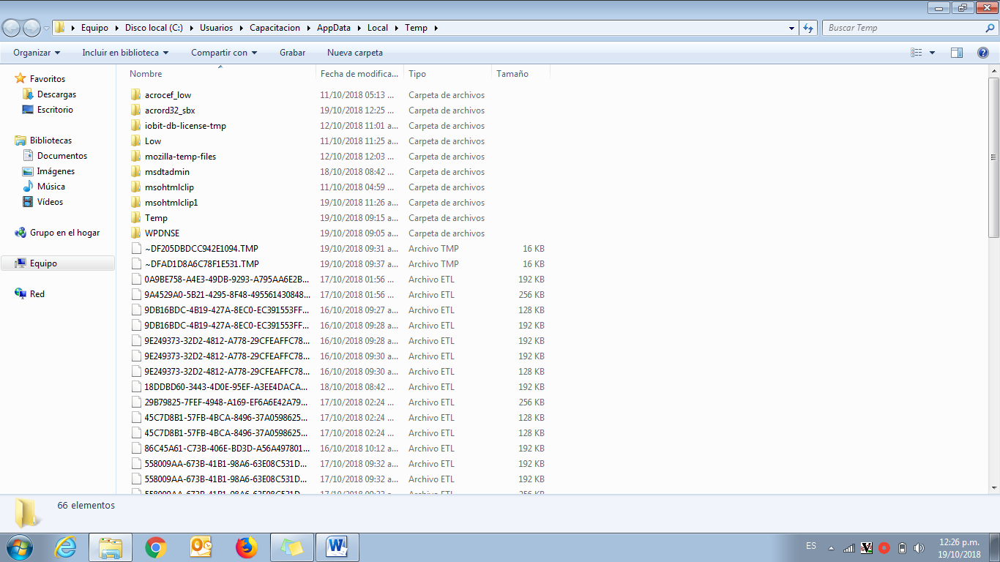 Equipo Disco local (C:) Usuarios Capacitacion AppData Local Temp Buscar Temp
Organizar Incluir en biblioteca Compartir con Grabar Nueva carpeta
Nombre Fecha de modifica... Tipo Tamaño
Favoritos
Descargas
Escritorio
Bibliotecas
Documentos
Imágenes
Música
Vídeos
Grupo en el hogar
Equipo
Red
acrocef_low 11/10/2018 05:13 ... Carpeta de archivos
acrord32_sbx 19/10/2018 12:25 ... Carpeta de archivos
iobit-db-license-tmp 12/10/2018 11:01 a... Carpeta de archivos
Low 11/10/2018 11:25 a... Carpeta de archivos
mozilla-temp-files 12/10/2018 12:03 ... Carpeta de archivos
msdtadmin 18/10/2018 08:42 ... Carpeta de archivos
msohtmlclip 11/10/2018 04:59 ... Carpeta de archivos
msohtmlclip1 19/10/2018 11:26 a... Carpeta de archivos
Temp 19/10/2018 09:15 a... Carpeta de archivos
WPDNSE 19/10/2018 09:05 a... Carpeta de archivos
~DF205DBDCC942E1094.TMP 19/10/2018 09:31 a... Archivo TMP 16 KB
~DFAD1D8A6C78F1E531.TMP 19/10/2018 09:37 a... Archivo TMP 16 KB
0A9BE758-A4E3-49DB-9293-A795AA6E2B... 17/10/2018 01:56 ... Archivo ETL 192 KB
9A4529A0-5B21-4295-8F48-495561430848... 17/10/2018 01:56 ... Archivo ETL 256 KB
9DB16BDC-4B19-427A-8EC0-EC391553FF... 16/10/2018 09:27 a... Archivo ETL 128 KB
9DB16BDC-4B19-427A-8EC0-EC391553FF... 16/10/2018 09:28 a... Archivo ETL 192 KB
9E249373-32D2-4812-A778-29CFEAFFC78... 16/10/2018 09:28 a... Archivo ETL 192 KB
9E249373-32D2-4812-A778-29CFEAFFC78... 16/10/2018 09:30 a... Archivo ETL 192 KB
9E249373-32D2-4812-A778-29CFEAFFC78... 16/10/2018 09:30 a... Archivo ETL 128 KB
18DDBD60-3443-4D0E-95EF-A3EE4DACA... 18/10/2018 08:42 ... Archivo ETL 192 KB
29B79825-7FEF-4948-A169-EF6A6E42A79... 17/10/2018 02:24 ... Archivo ETL 256 KB
45C7D8B1-57FB-4BCA-8496-37A0598625... 17/10/2018 02:24 ... Archivo ETL 128 KB
45C7D8B1-57FB-4BCA-8496-37A0598625... 17/10/2018 02:24 ... Archivo ETL 128 KB
86C45A61-C73B-406E-BD3D-A56A497801... 16/10/2018 10:12 a... Archivo ETL 192 KB
558009AA-673B-41B1-98A6-63E08C531D... 17/10/2018 09:32 a... Archivo ETL 192 KB
558009AA-673B-41B1-98A6-63E08C531D... 17/10/2018 09:32 a... Archivo ETL 192 KB
66 elementos
ES
12:26 p.m.
19/10/2018